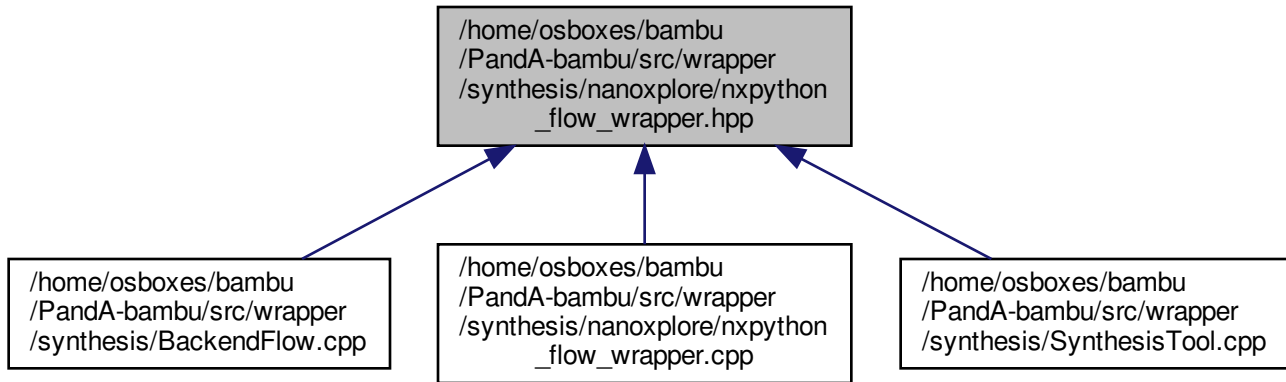 /home/osboxes/bambu
/PandA-bambu/src/wrapper
/synthesis/nanoxplore/nxpython
_flow_wrapper.hpp
/home/osboxes/bambu
/PandA-bambu/src/wrapper
/synthesis/BackendFlow.cpp
/home/osboxes/bambu
/PandA-bambu/src/wrapper
/synthesis/nanoxplore/nxpython
_flow_wrapper.cpp
/home/osboxes/bambu
/PandA-bambu/src/wrapper
/synthesis/SynthesisTool.cpp